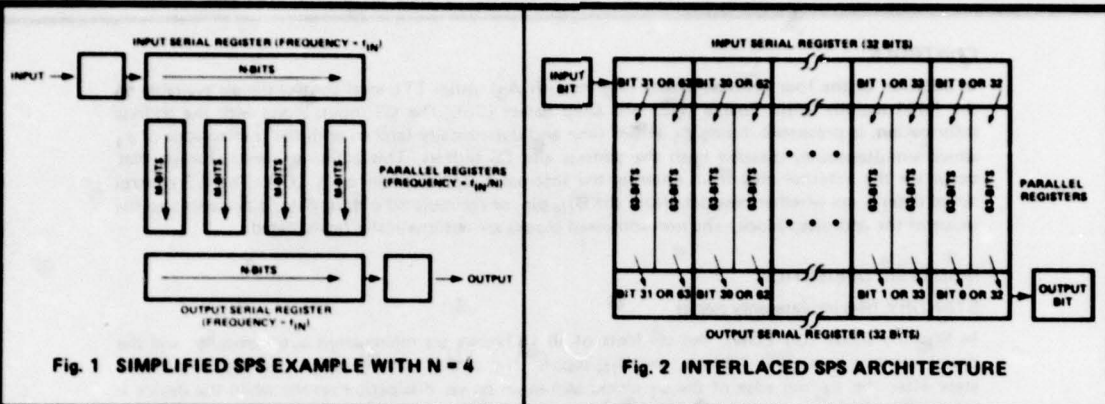 INPUT SERIAL REGISTER (FREQUENCY = fIN)
INPUT
N-BITS
M-BITS
M-BITS
M-BITS
M-BITS
PARALLEL REGISTERS
(FREQUENCY = fIN/N)
N-BITS
OUTPUT
OUTPUT SERIAL REGISTER
(FREQUENCY = fIN)
Fig. 1 SIMPLIFIED SPS EXAMPLE WITH N = 4
INPUT SERIAL REGISTER (32 BITS)
INPUT
BIT
BIT 31 OR 63
BIT 30 OR 62
BIT 1 OR 33
BIT 0 OR 32
63-BITS
63-BITS
63-BITS
63-BITS
63-BITS
63-BITS
63-BITS
63-BITS
PARALLEL
REGISTERS
BIT 31 OR 63
BIT 30 OR 62
BIT 1 OR 33
BIT 0 OR 32
OUTPUT
BIT
OUTPUT SERIAL REGISTER (32 BITS)
Fig. 2 INTERLACED SPS ARCHITECTURE